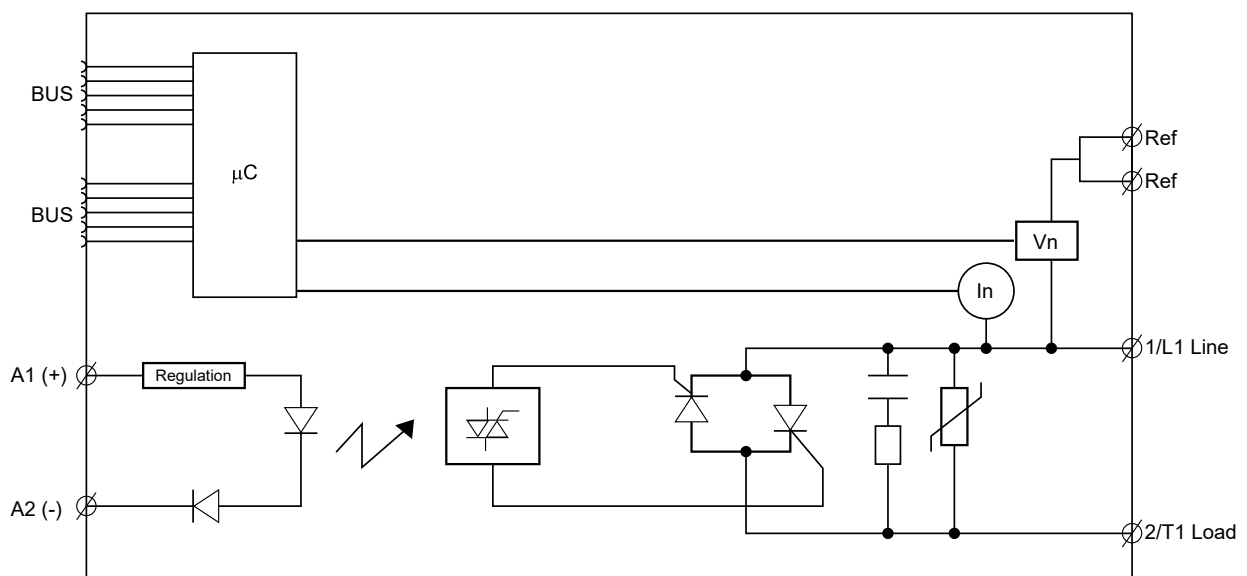 BUS
μC
Ref
Ref
BUS
Vn
In
1/L1 Line
A1 (+)
Regulation
A2 (-)
2/T1 Load